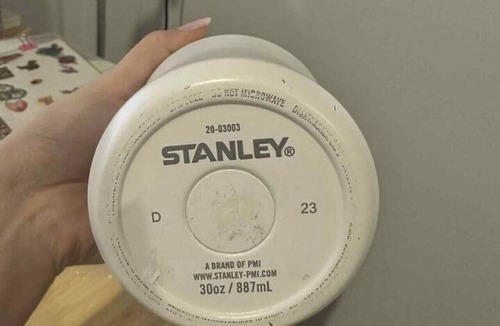 DO NOT MICROWAVE
20-03003
STANLEY®
D
23
A BRAND OF PMI
WWW.STANLEY-PMI.COM
30oz / 887mL